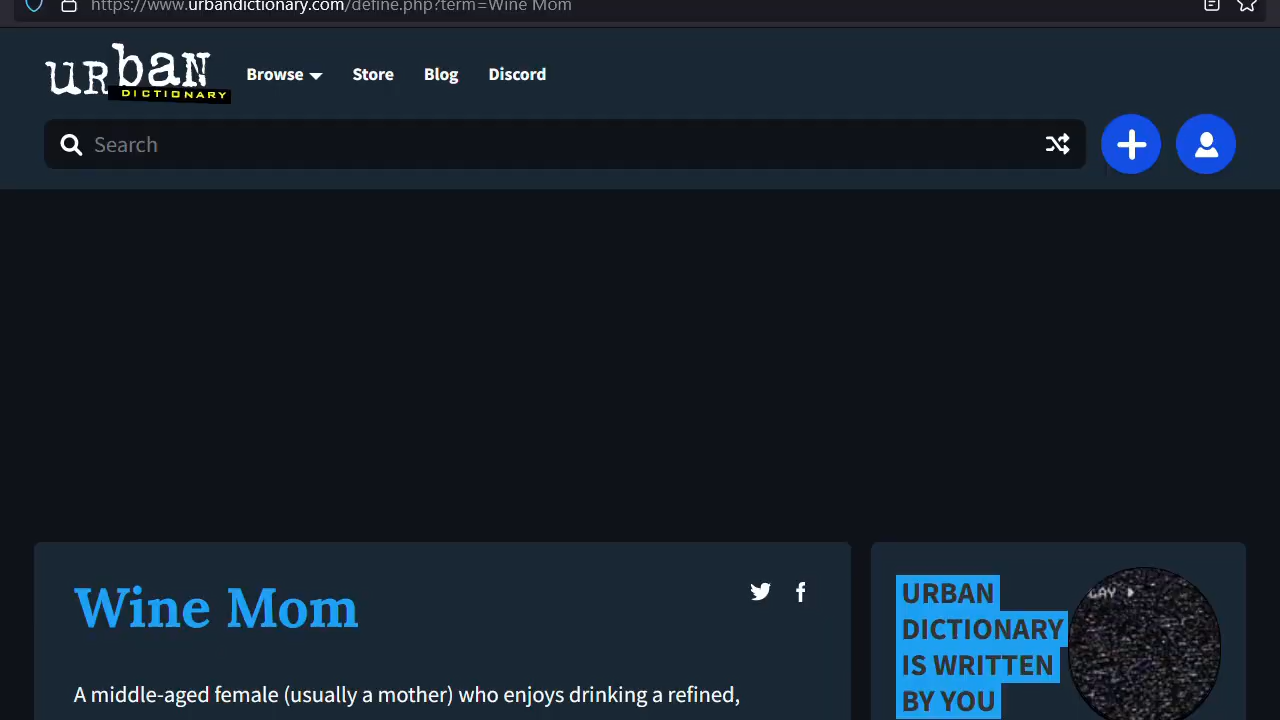 https://www.urbandictionary.com/define.php?term=Wine Mom
urban
DICTIONARY
Browse
Store
Blog
Discord
Search
Wine Mom
A middle-aged female (usually a mother) who enjoys drinking a refined,
URBAN
DICTIONARY
IS WRITTEN
BY YOU